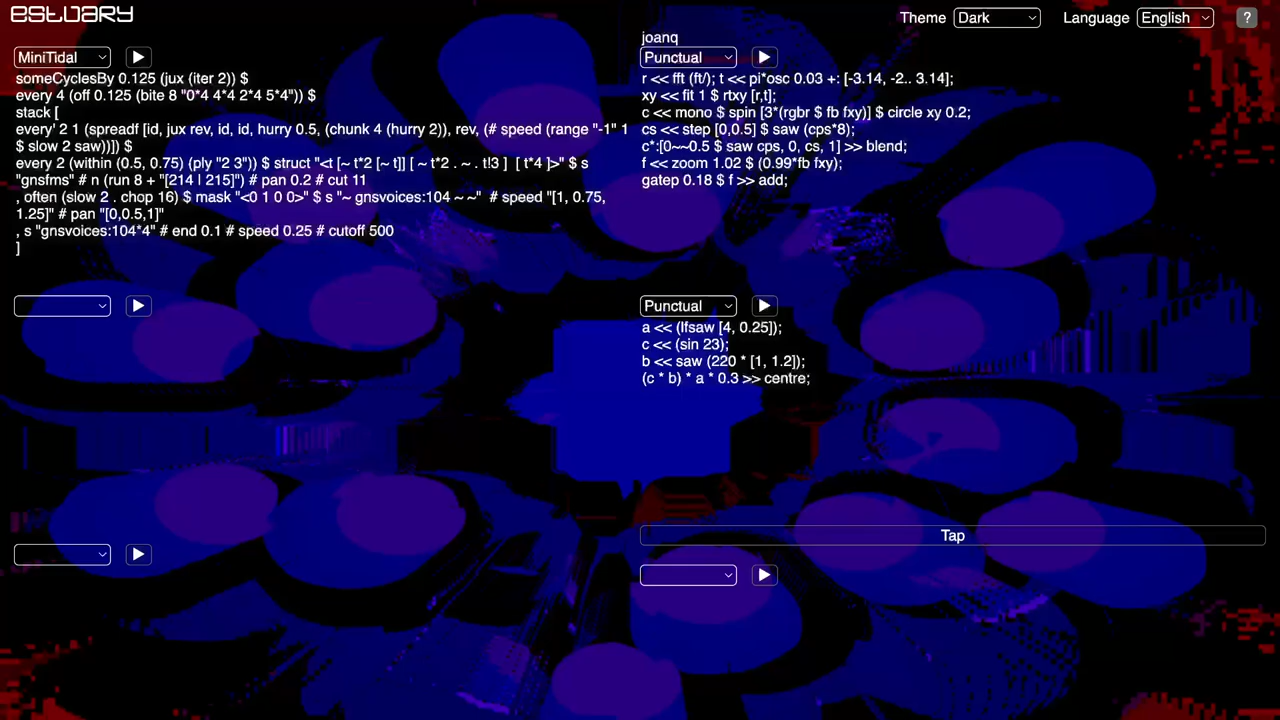 estuary
Theme Dark Language English ?
MiniTidal
someCyclesBy 0.125 (jux (iter 2)) $
every 4 (off 0.125 (bite 8 "0*4 4*4 2*4 5*4")) $
stack [
every' 2 1 (spreadf [id, jux rev, id, id, hurry 0.5, (chunk 4 (hurry 2)), rev, (# speed (range "-1" 1
$ slow 2 saw))]) $
every 2 (within (0.5, 0.75) (ply "2 3")) $ struct "<t [~ t*2 [~ t]] [ ~ t*2 . ~ . t!3 ]  [ t*4 ]>" $ s
"gnsfms" # n (run 8 + "[214 | 215]") # pan 0.2 # cut 11
, often (slow 2 . chop 16) $ mask "<0 1 0 0>" $ s "~ gnsvoices:104 ~ ~"  # speed "[1, 0.75,
1.25]" # pan "[0,0.5,1]"
, s "gnsvoices:104*4" # end 0.1 # speed 0.25 # cutoff 500
]
joanq
Punctual
r << fft (ft/); t << pi*osc 0.03 +: [-3.14, -2.. 3.14];
xy << fit 1 $ rtxy [r,t];
c << mono $ spin [3*(rgbr $ fb fxy)] $ circle xy 0.2;
cs << step [0,0.5] $ saw (cps*8);
c*:[0~~0.5 $ saw cps, 0, cs, 1] >> blend;
f << zoom 1.02 $ (0.99*fb fxy);
gatep 0.18 $ f >> add;
Punctual
a << (lfsaw [4, 0.25]);
c << (sin 23);
b << saw (220 * [1, 1.2]);
(c * b) * a * 0.3 >> centre;
Tap